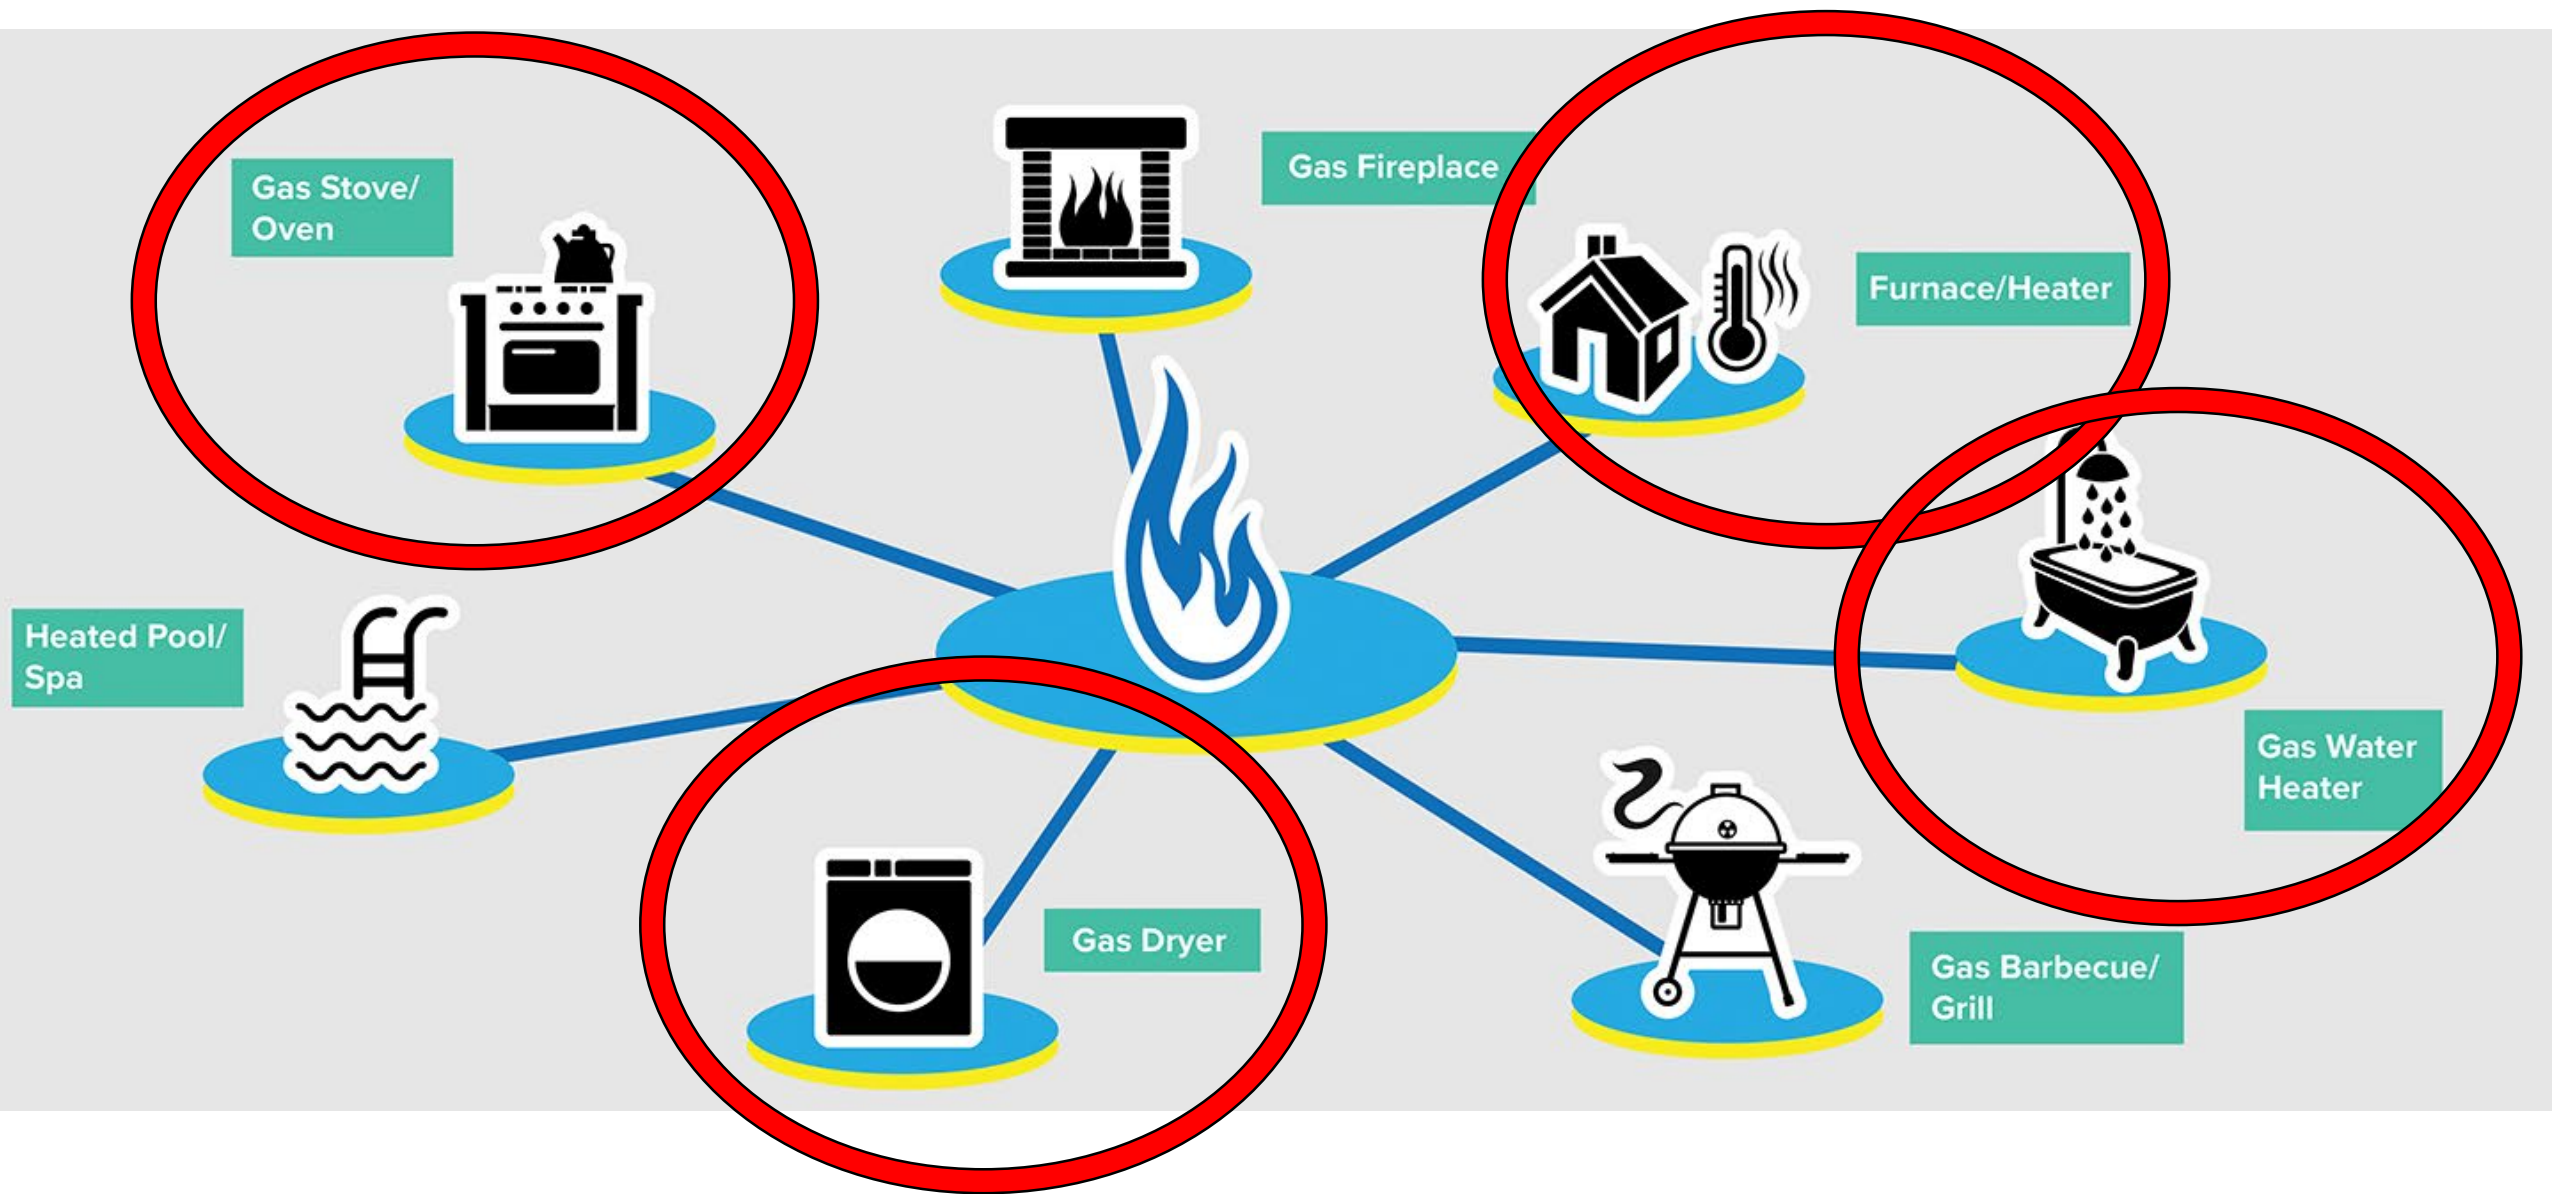 Gas Stove/
Oven
Gas Fireplace
Furnace/Heater
Heated Pool/
Spa
Gas Water
Heater
Gas Dryer
Gas Barbecue/
Grill